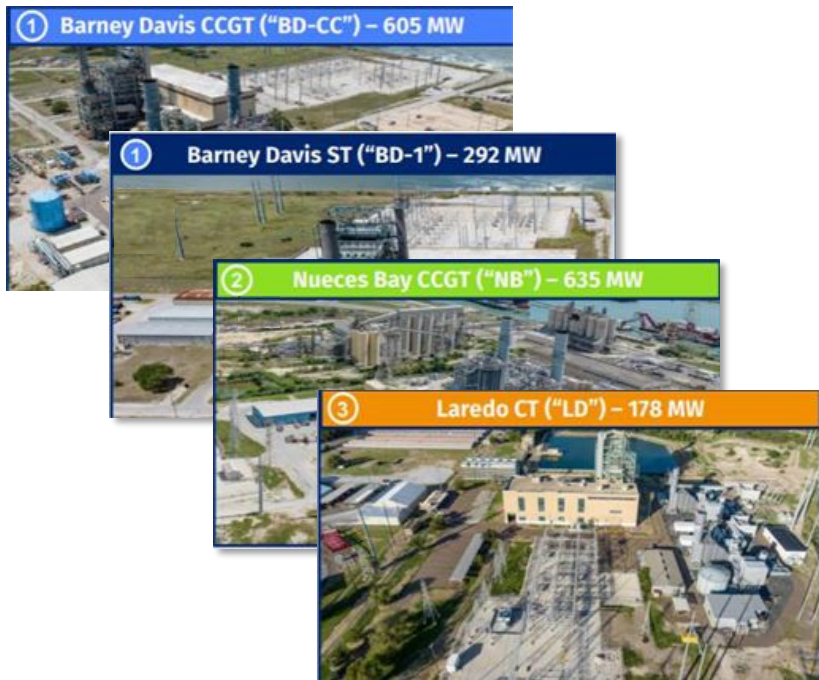 1 Barney Davis CCGT (“BD-CC”) – 605 MW
1 Barney Davis ST (“BD-1”) – 292 MW
2 Nueces Bay CCGT (“NB”) – 635 MW
3 Laredo CT (“LD”) – 178 MW